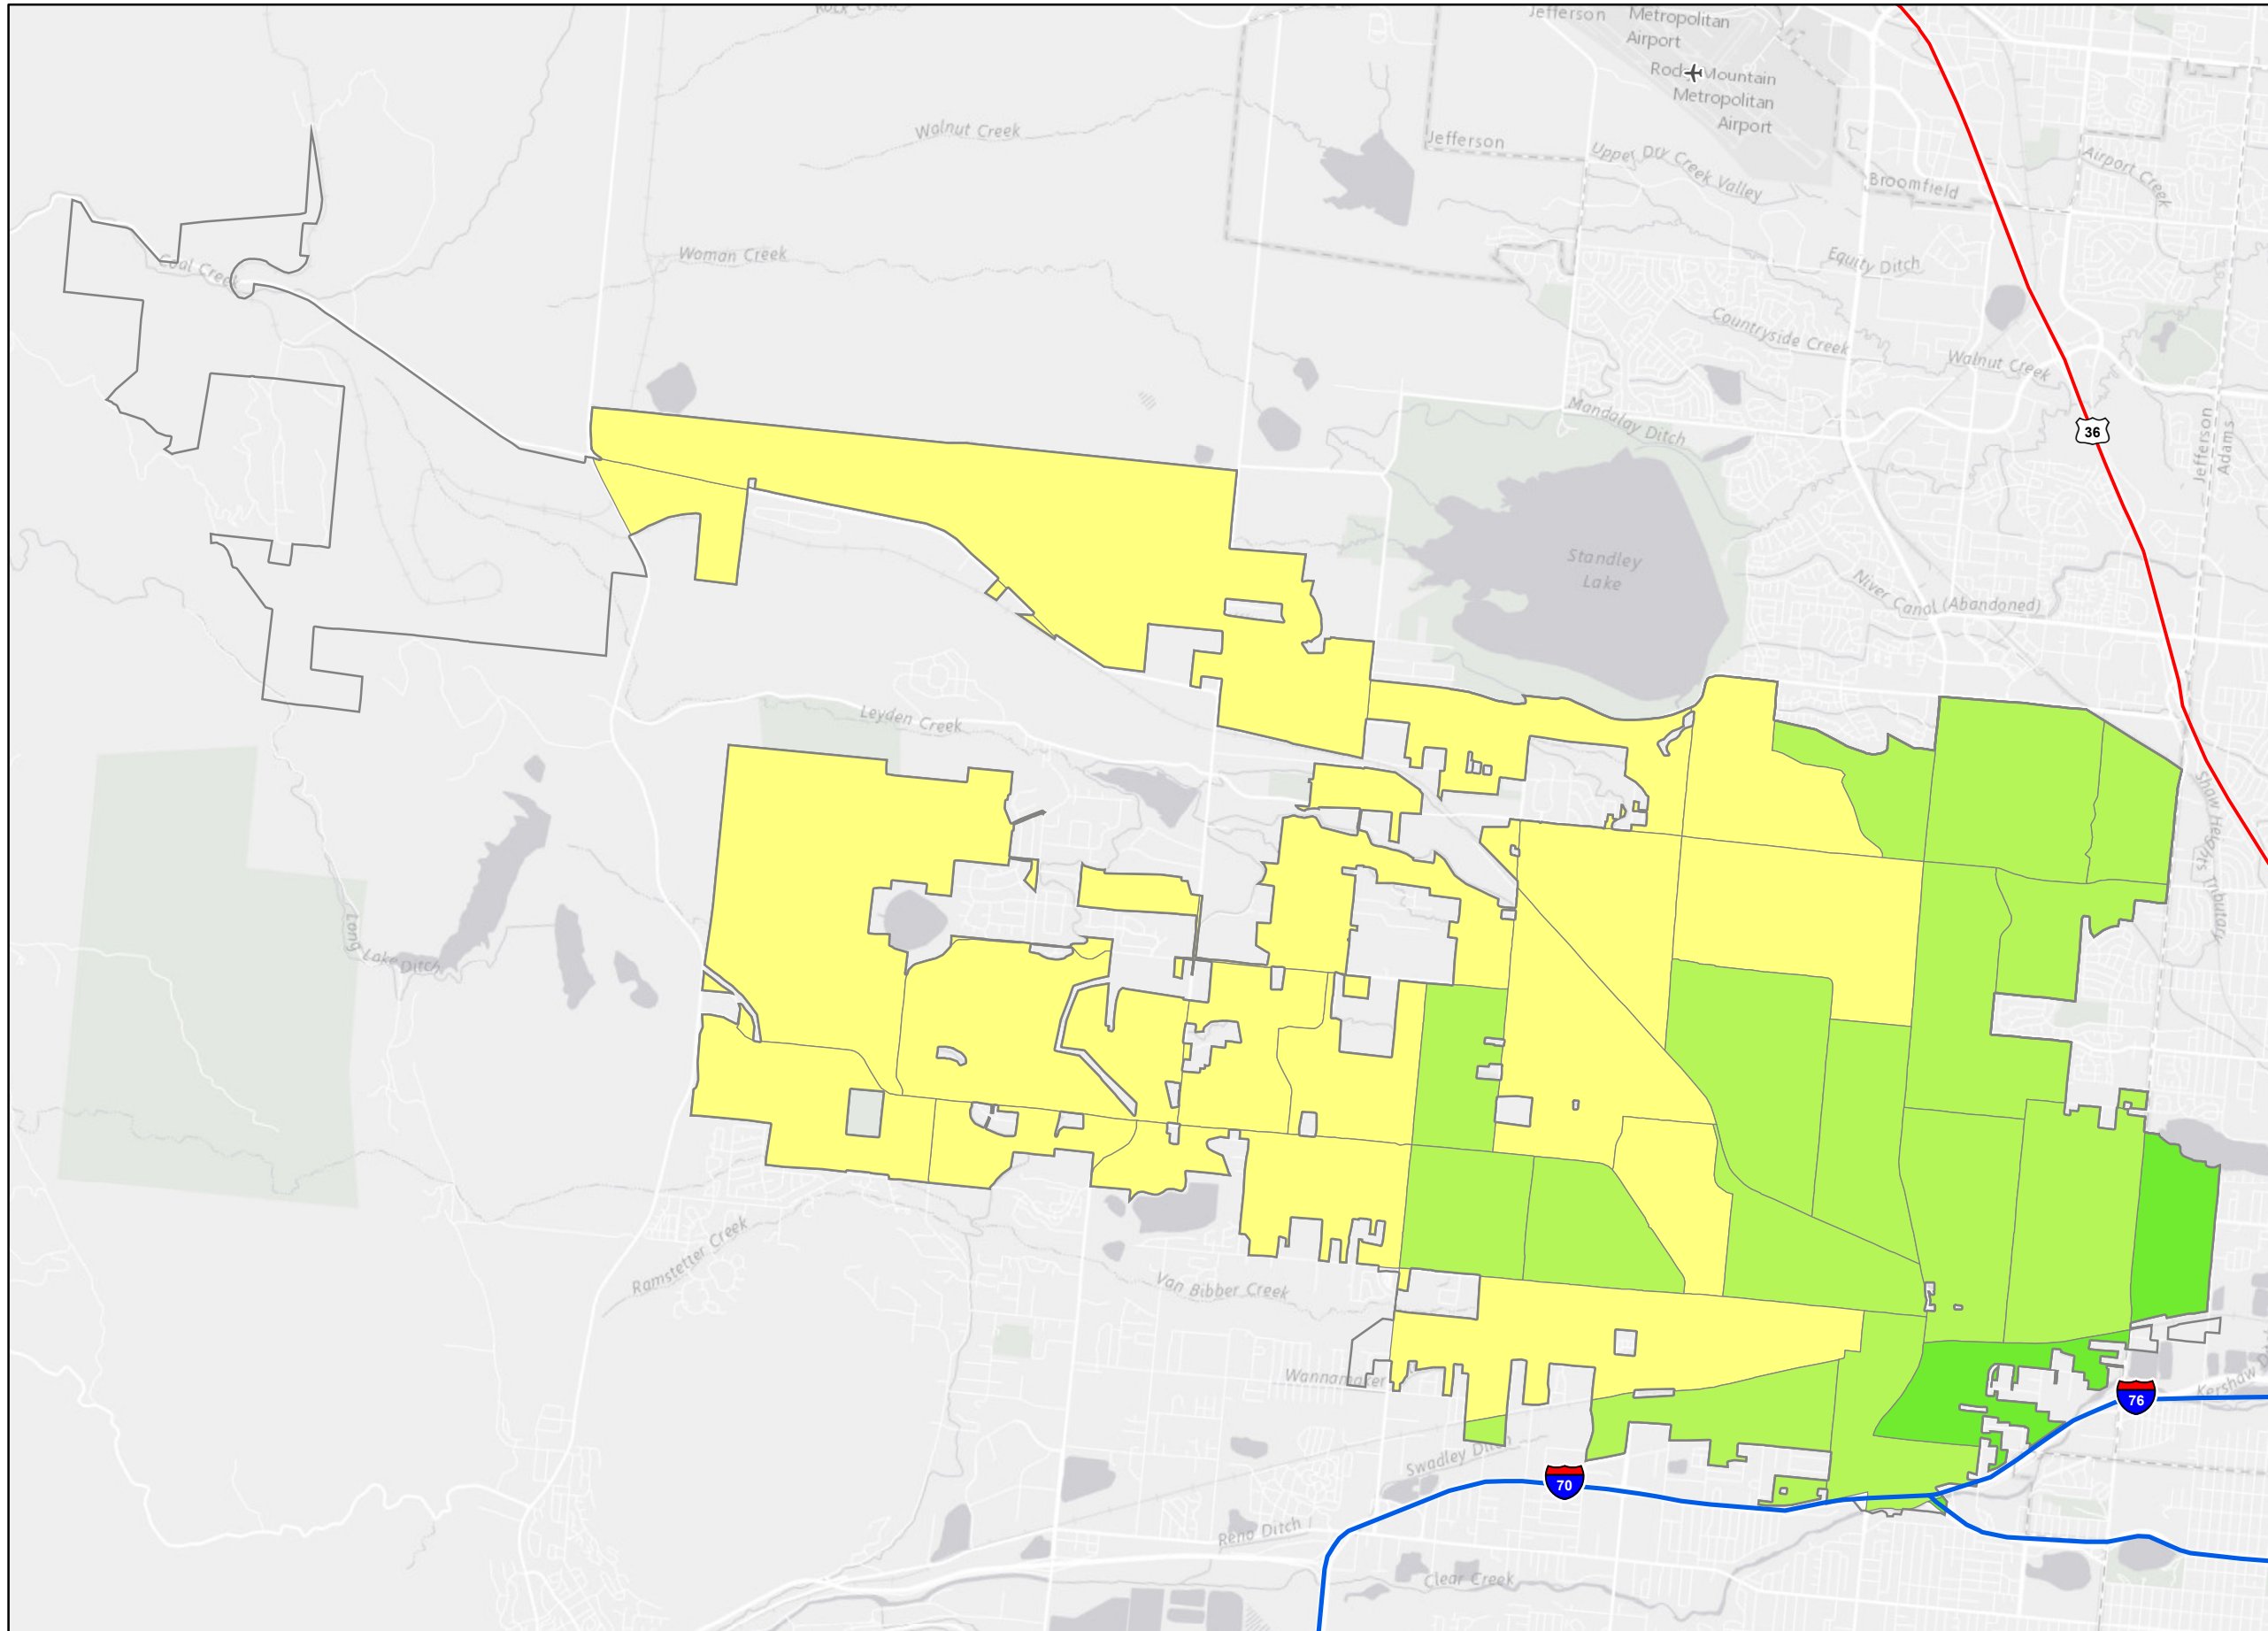 Jefferson
Metropolitan
Airport
Rocky Mountain
Metropolitan
Airport
Walnut Creek
Jefferson
Upper Dry Creek Valley
Broomfield
Airport Creek
Coal Creek
Woman Creek
Equity Ditch
Countryside Creek
Walnut Creek
Mandalay Ditch
36
Jefferson
Adams
Standley
Lake
Niver Canal (Abandoned)
Leyden Creek
Shaw Heights Tributary
Long
Lake Ditch
Ramstetter Creek
Van Bibber Creek
Wannamaker
Kershaw
76
Swadley Ditch
70
Reno Ditch
Clear Creek